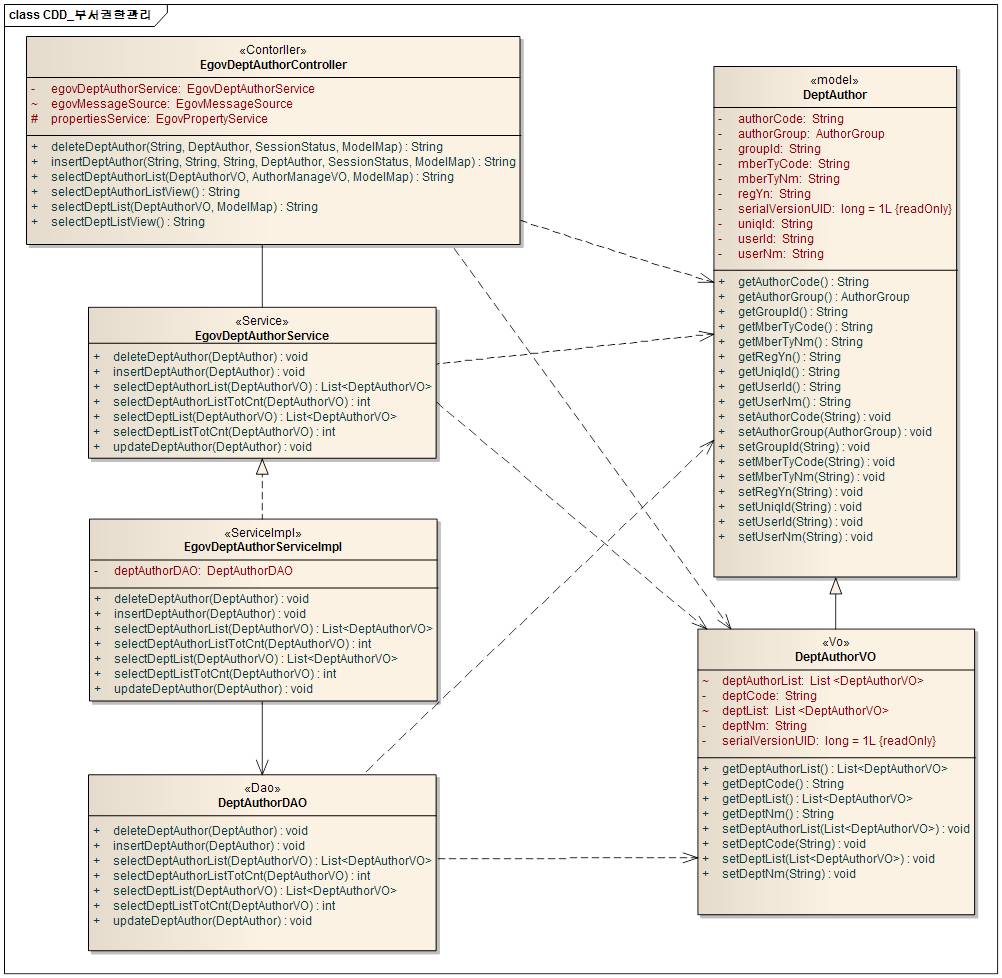 class CDD_부서권한관리
«Contorller»
EgovDeptAuthorController
- egovDeptAuthorService: EgovDeptAuthorService
~ egovMessageSource: EgovMessageSource
# propertiesService: EgovPropertyService
+ deleteDeptAuthor(String, DeptAuthor, SessionStatus, ModelMap) : String
+ insertDeptAuthor(String, String, String, DeptAuthor, SessionStatus, ModelMap) : String
+ selectDeptAuthorList(DeptAuthorVO, AuthorManageVO, ModelMap) : String
+ selectDeptAuthorListView() : String
+ selectDeptList(DeptAuthorVO, ModelMap) : String
+ selectDeptListView() : String
«Service»
EgovDeptAuthorService
+ deleteDeptAuthor(DeptAuthor) : void
+ insertDeptAuthor(DeptAuthor) : void
+ selectDeptAuthorList(DeptAuthorVO) : List<DeptAuthorVO>
+ selectDeptAuthorListTotCnt(DeptAuthorVO) : int
+ selectDeptList(DeptAuthorVO) : List<DeptAuthorVO>
+ selectDeptListTotCnt(DeptAuthorVO) : int
+ updateDeptAuthor(DeptAuthor) : void
«ServiceImpl»
EgovDeptAuthorServiceImpl
- deptAuthorDAO: DeptAuthorDAO
+ deleteDeptAuthor(DeptAuthor) : void
+ insertDeptAuthor(DeptAuthor) : void
+ selectDeptAuthorList(DeptAuthorVO) : List<DeptAuthorVO>
+ selectDeptAuthorListTotCnt(DeptAuthorVO) : int
+ selectDeptList(DeptAuthorVO) : List<DeptAuthorVO>
+ selectDeptListTotCnt(DeptAuthorVO) : int
+ updateDeptAuthor(DeptAuthor) : void
«Dao»
DeptAuthorDAO
+ deleteDeptAuthor(DeptAuthor) : void
+ insertDeptAuthor(DeptAuthor) : void
+ selectDeptAuthorList(DeptAuthorVO) : List<DeptAuthorVO>
+ selectDeptAuthorListTotCnt(DeptAuthorVO) : int
+ selectDeptList(DeptAuthorVO) : List<DeptAuthorVO>
+ selectDeptListTotCnt(DeptAuthorVO) : int
+ updateDeptAuthor(DeptAuthor) : void
«model»
DeptAuthor
- authorCode: String
- authorGroup: AuthorGroup
- groupId: String
- mberTyCode: String
- mberTyNm: String
- regYn: String
- serialVersionUID: long = 1L {readOnly}
- uniqId: String
- userId: String
- userNm: String
+ getAuthorCode() : String
+ getAuthorGroup() : AuthorGroup
+ getGroupId() : String
+ getMberTyCode() : String
+ getMberTyNm() : String
+ getRegYn() : String
+ getUniqId() : String
+ getUserId() : String
+ getUserNm() : String
+ setAuthorCode(String) : void
+ setAuthorGroup(AuthorGroup) : void
+ setGroupId(String) : void
+ setMberTyCode(String) : void
+ setMberTyNm(String) : void
+ setRegYn(String) : void
+ setUniqId(String) : void
+ setUserId(String) : void
+ setUserNm(String) : void
«Vo»
DeptAuthorVO
~ deptAuthorList: List <DeptAuthorVO>
- deptCode: String
~ deptList: List <DeptAuthorVO>
- deptNm: String
- serialVersionUID: long = 1L {readOnly}
+ getDeptAuthorList() : List<DeptAuthorVO>
+ getDeptCode() : String
+ getDeptList() : List<DeptAuthorVO>
+ getDeptNm() : String
+ setDeptAuthorList(List<DeptAuthorVO>) : void
+ setDeptCode(String) : void
+ setDeptList(List<DeptAuthorVO>) : void
+ setDeptNm(String) : void